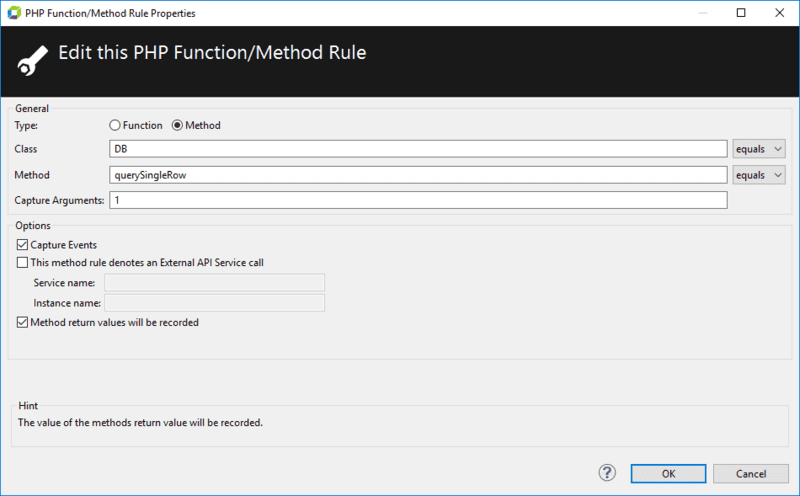 PHP Function/Method Rule Properties
Edit this PHP Function/Method Rule
General
Type: Function Method
Class DB equals
Method querySingleRow equals
Capture Arguments: 1
Options
Capture Events
This method rule denotes an External API Service call
Service name:
Instance name:
Method return values will be recorded
Hint
The value of the methods return value will be recorded.
? OK Cancel